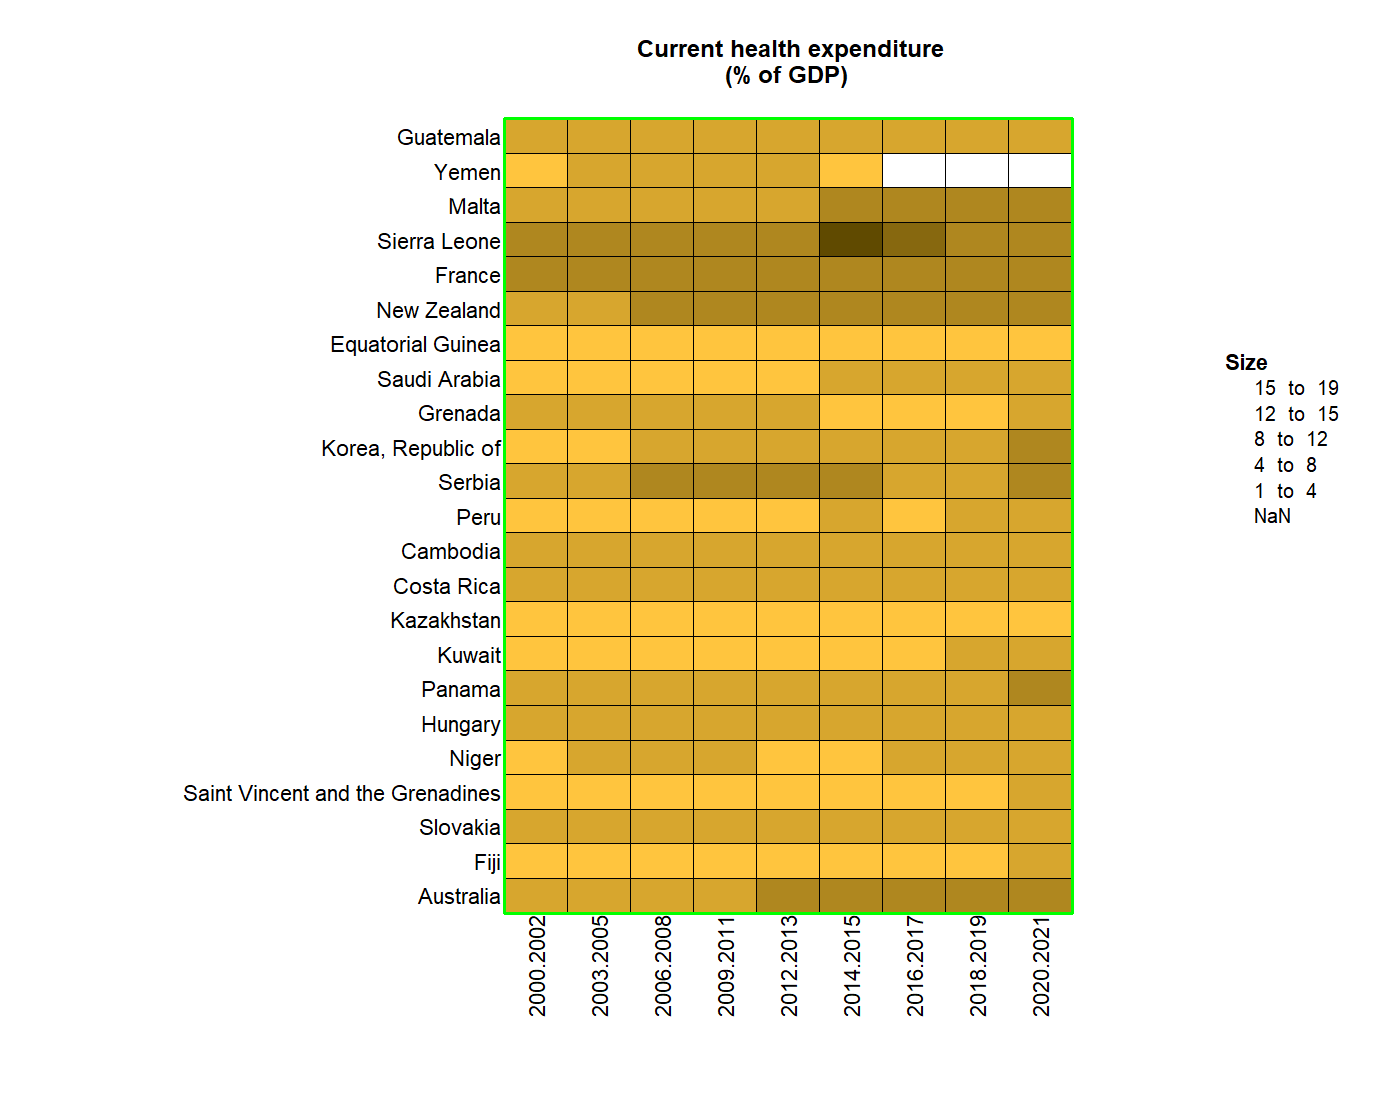 Current health expenditure
(% of GDP)
Guatemala
Yemen
Malta
Sierra Leone
France
New Zealand
Equatorial Guinea
Saudi Arabia
Grenada
Korea, Republic of
Serbia
Peru
Cambodia
Costa Rica
Kazakhstan
Kuwait
Panama
Hungary
Niger
Saint Vincent and the Grenadines
Slovakia
Fiji
Australia
2000.2002
2003.2005
2006.2008
2009.2011
2012.2013
2014.2015
2016.2017
2018.2019
2020.2021
Size
15 to 19
12 to 15
8 to 12
4 to 8
1 to 4
NaN